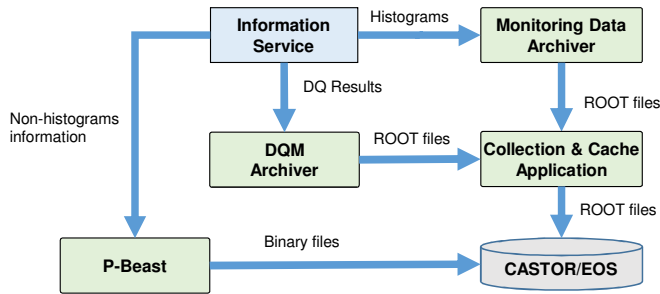 Information
Service
Histograms
Monitoring Data
Archiver
DQ Results
ROOT files
Non-histograms
information
DQM
Archiver
ROOT files
Collection & Cache
Application
ROOT files
P-Beast
Binary files
CASTOR/EOS